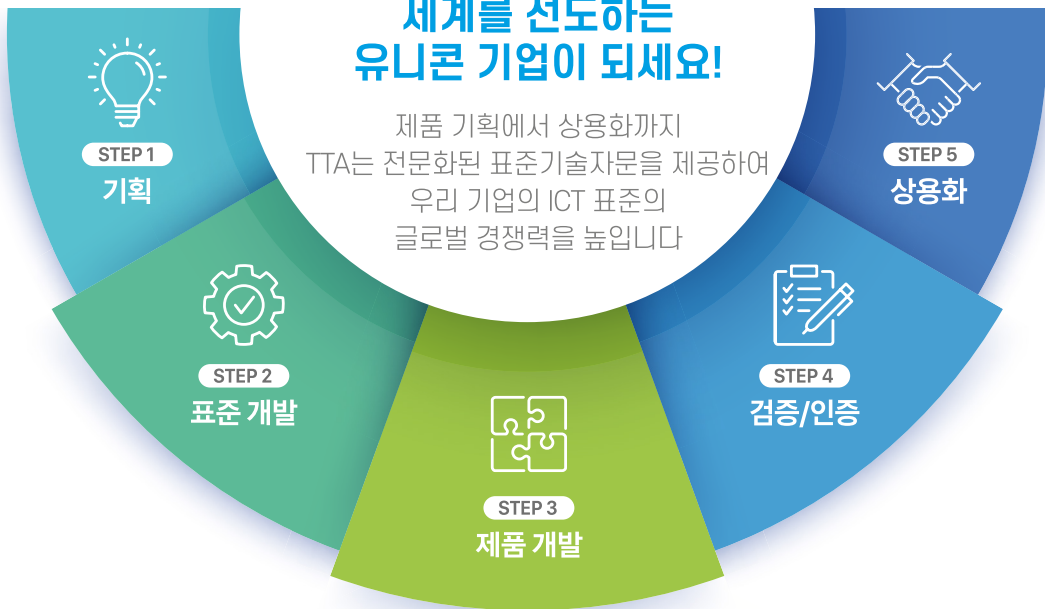 세계를 선도하는
유니콘 기업이 되세요!
제품 기획에서 상용화까지
TTA는 전문화된 표준기술자문을 제공하여
우리 기업의 ICT 표준의
글로벌 경쟁력을 높입니다
STEP 1
기획
STEP 2
표준 개발
STEP 3
제품 개발
STEP 4
검증/인증
STEP 5
상용화